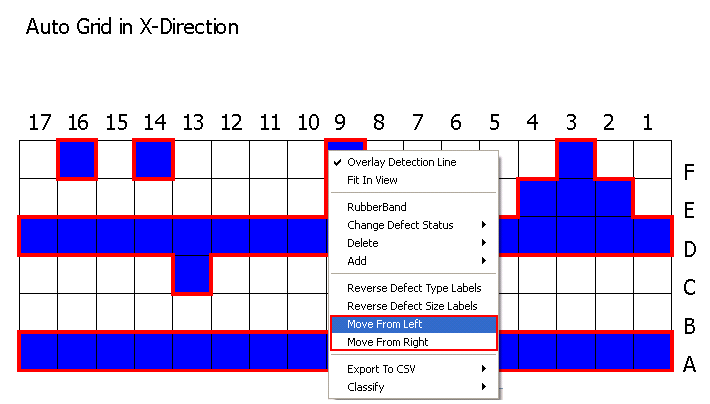 Auto Grid in X-Direction
17 16 15 14 13 12 11 10 9 8 7 6 5 4 3 2 1
Overlay Detection Line
F
Fit In View
RubberBand
E
Change Defect Status
Delete
D
Add
Reverse Defect Type Labels
C
Reverse Defect Size Labels
Move From Left
B
Move From Right
A
Export To CSV
Classify